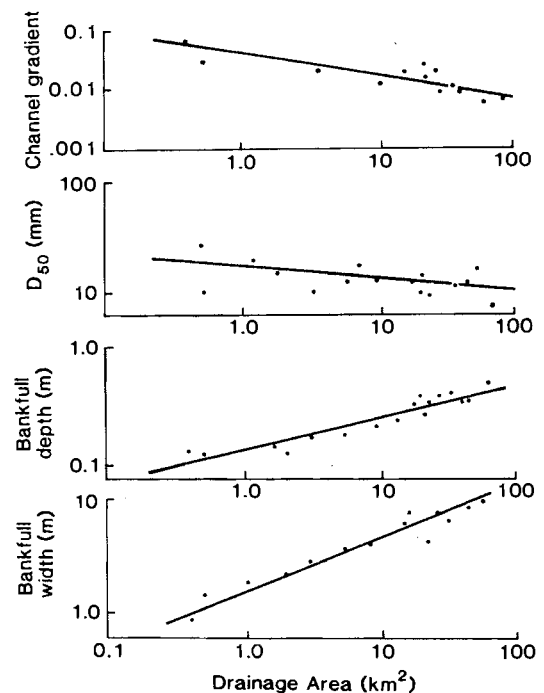 Channel gradient
0.1
0.01
.001
1.0 10 100
D50 (mm)
100
10
1.0 10 100
Bankfull
depth (m)
1.0
0.1
1.0 10 100
Bankfull
width (m)
10
1.0
0.1 1.0 10 100
Drainage Area (km²)